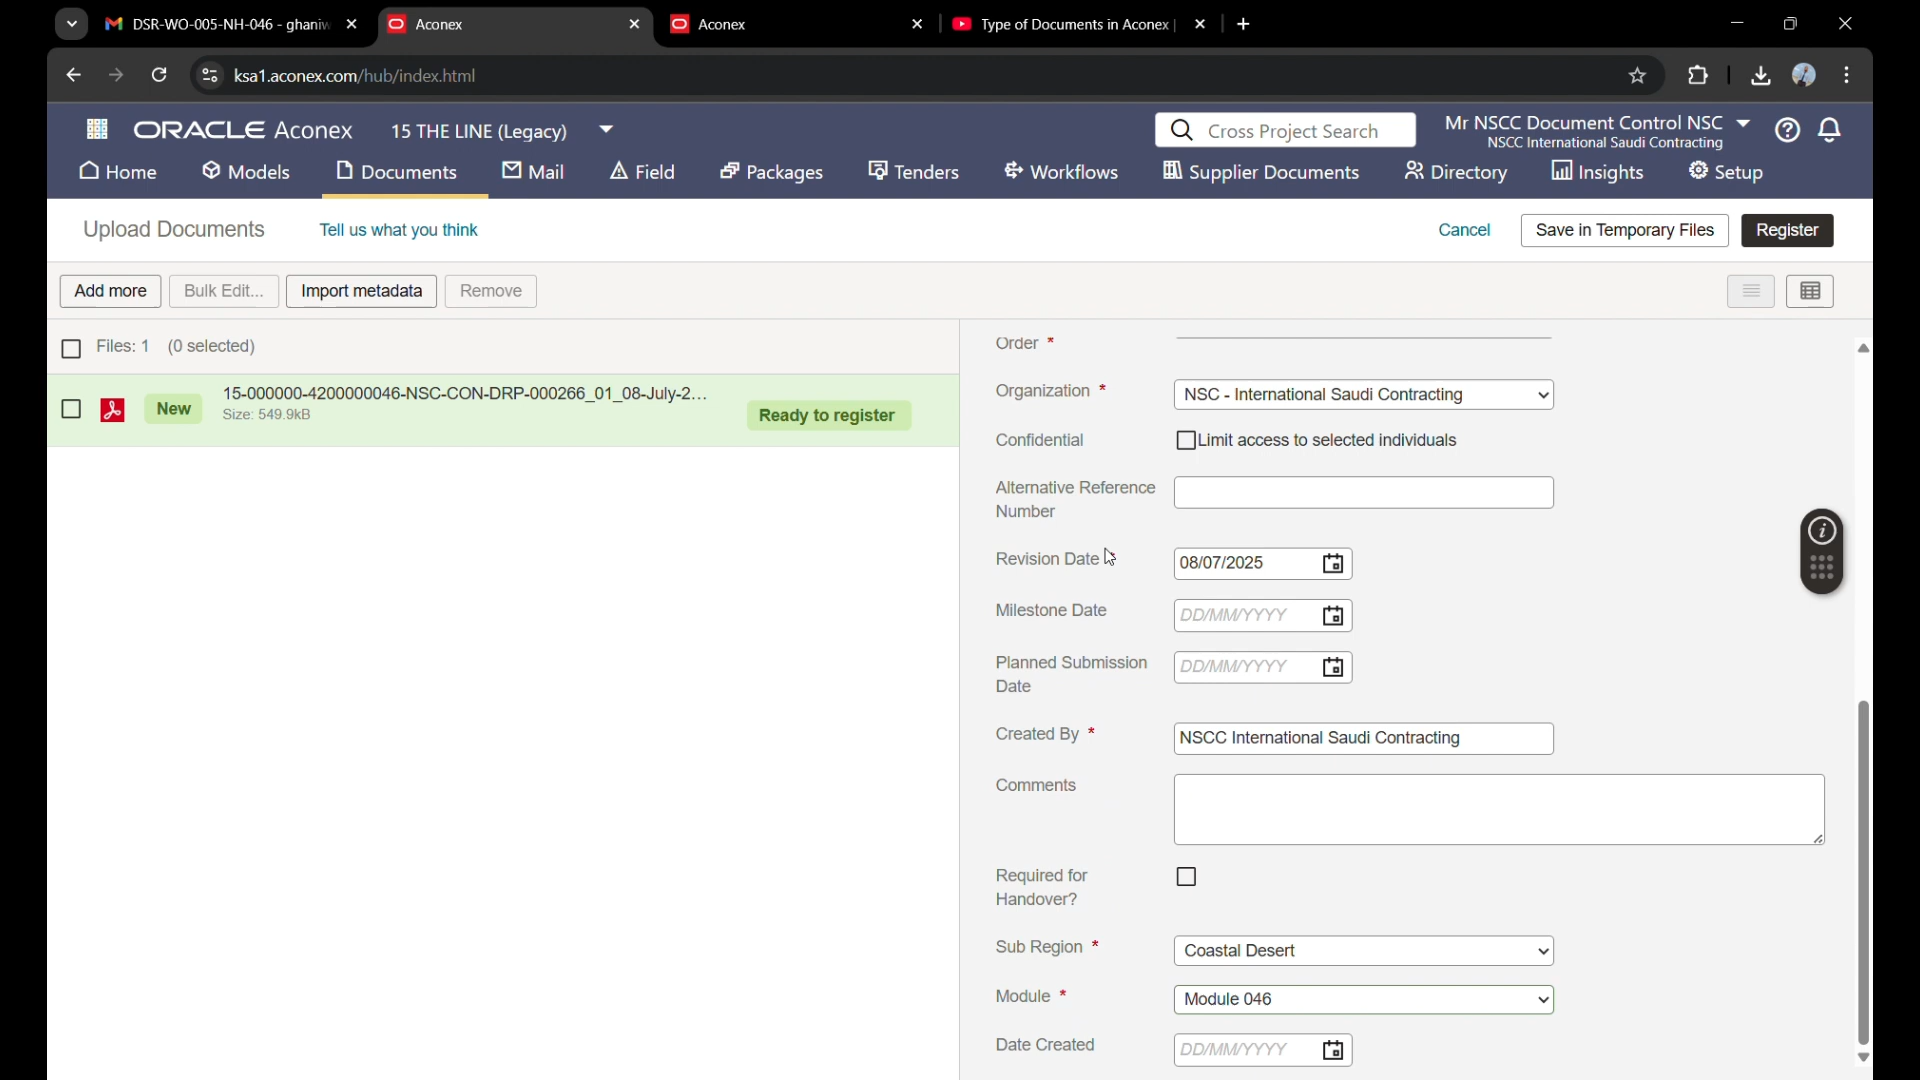 DSR-WO-005-NH-046 - ghaniw
Aconex
Aconex
Type of Documents in Aconex |
ksa1.aconex.com/hub/index.html
ORACLE Aconex
15 THE LINE (Legacy)
Cross Project Search
Mr NSCC Document Control NSC
NSCC International Saudi Contracting
Home
Models
Documents
Mail
Field
Packages
Tenders
Workflows
Supplier Documents
Directory
Insights
Setup
Upload Documents
Tell us what you think
Cancel
Save in Temporary Files
Register
Add more
Bulk Edit...
Import metadata
Remove
Files: 1 (0 selected)
New
15-000000-4200000046-NSC-CON-DRP-000266_01_08-July-2...
Size: 549.9kB
Ready to register
Order *
Organization *
NSC - International Saudi Contracting
Confidential
Limit access to selected individuals
Alternative Reference
Number
Revision Date *
08/07/2025
Milestone Date
DD/MM/YYYY
Planned Submission
Date
DD/MM/YYYY
Created By *
NSCC International Saudi Contracting
Comments
Required for
Handover?
Sub Region *
Coastal Desert
Module *
Module 046
Date Created
DD/MM/YYYY